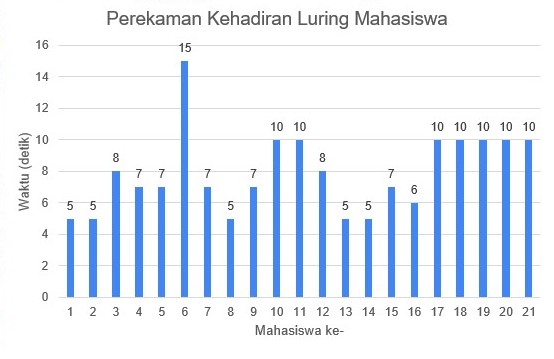 Perekaman Kehadiran Luring Mahasiswa
Waktu (detik)
16
14
12
10
8
6
4
2
0
5 5 8 7 7 15 7 5 7 10 10 8 5 5 7 6 10 10 10 10 10
1 2 3 4 5 6 7 8 9 10 11 12 13 14 15 16 17 18 19 20 21
Mahasiswa ke-